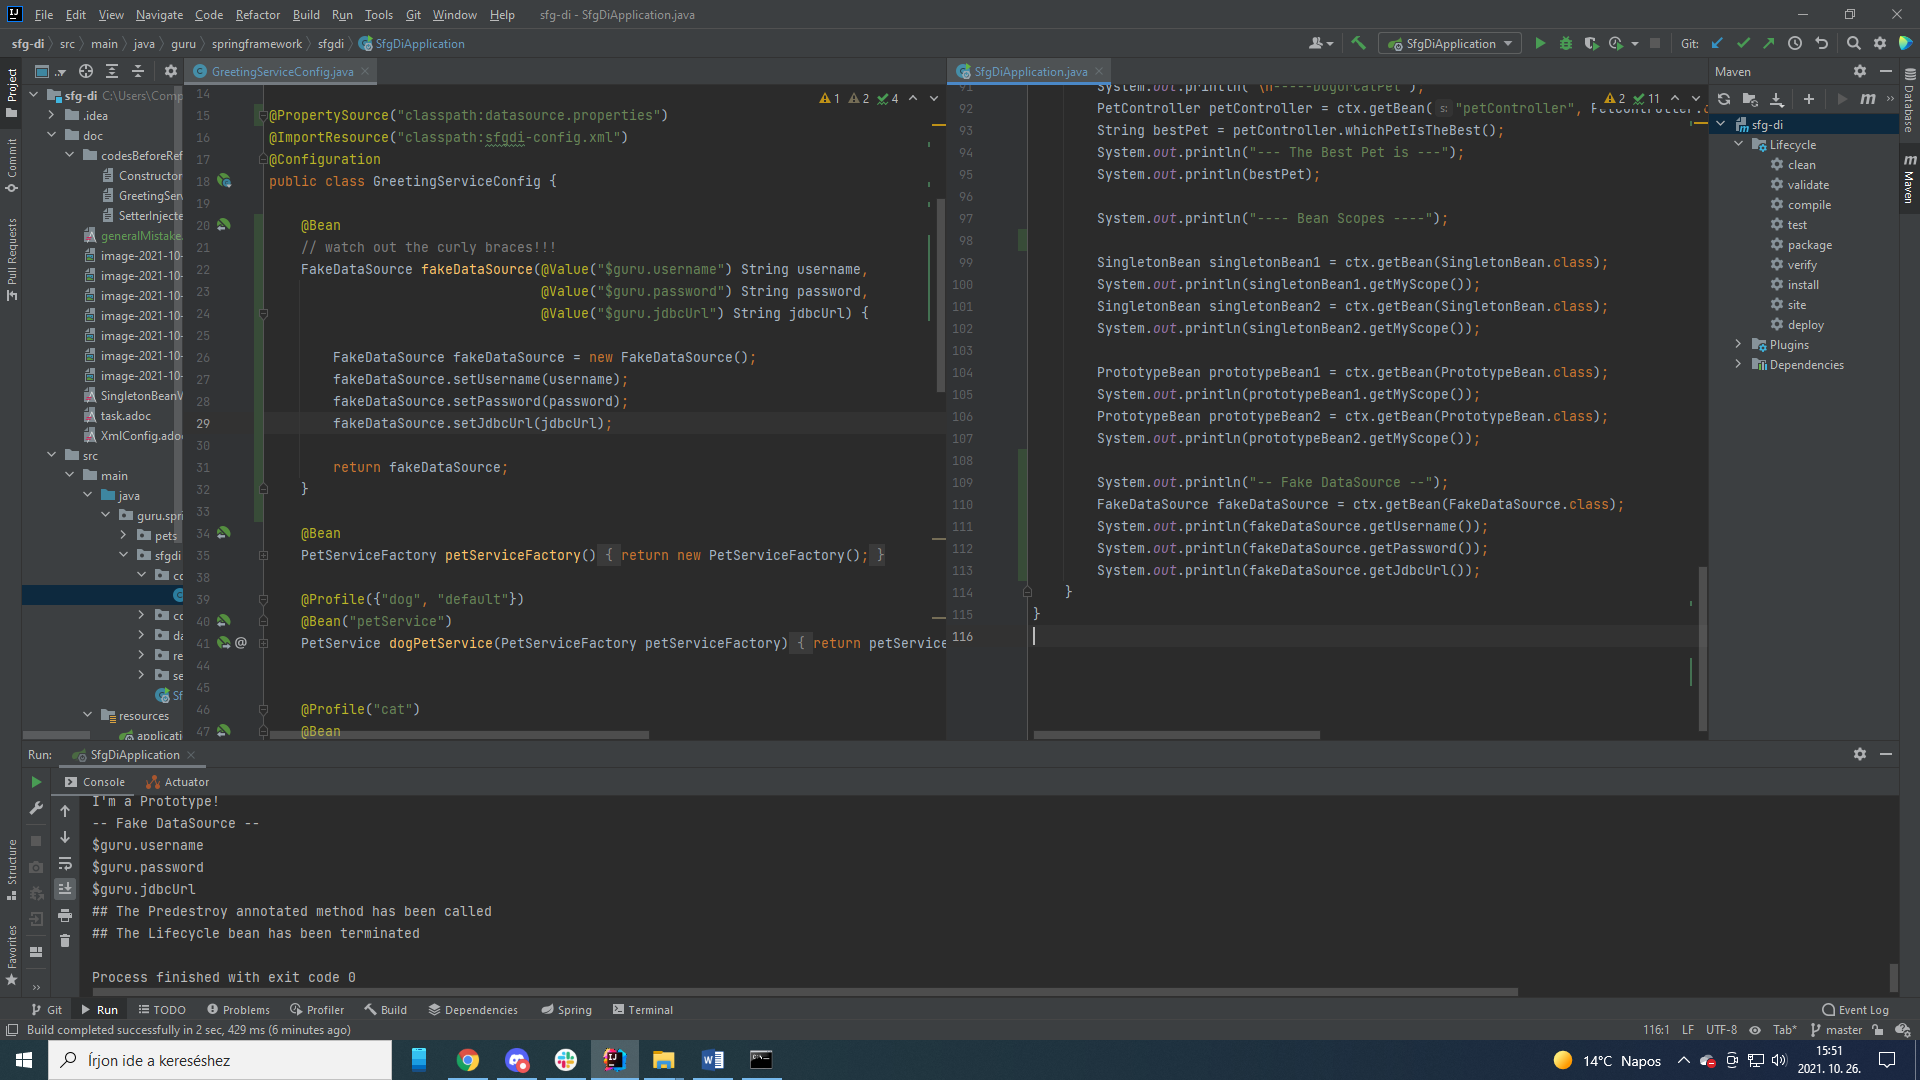 File Edit View Navigate Code Refactor Build Run Tools Git Window Help sfg-di - SfgDiApplication.java
sfg-di src main java guru springframework sfgdi SfgDiApplication
SfgDiApplication Git:
Project
Commit
Pull Requests
Structure
Favorites
sfg-di C:\Users\Comp
.idea
doc
codesBeforeRef
Constructor
GreetingServ
SetterInjecte
generalMistake
image-2021-10-
image-2021-10-
image-2021-10-
image-2021-10-
image-2021-10-
image-2021-10-
image-2021-10-
SingletonBeanV
task.adoc
XmlConfig.adoc
src
main
java
guru.spri
pets
sfgdi
co
co
da
re
se
Sf
resources
applicati
GreetingServiceConfig.java
1 2 4
14
15 @PropertySource("classpath:datasource.properties")
16 @ImportResource("classpath:sfgdi-config.xml")
17 @Configuration
18 public class GreetingServiceConfig {
19
20 @Bean
21 // watch out the curly braces!!!
22 FakeDataSource fakeDataSource(@Value("$guru.username") String username,
23 @Value("$guru.password") String password,
24 @Value("$guru.jdbcUrl") String jdbcUrl) {
25
26 FakeDataSource fakeDataSource = new FakeDataSource();
27 fakeDataSource.setUsername(username);
28 fakeDataSource.setPassword(password);
29 fakeDataSource.setJdbcUrl(jdbcUrl);
30
31 return fakeDataSource;
32 }
33
34 @Bean
35 PetServiceFactory petServiceFactory() { return new PetServiceFactory(); }
38
39 @Profile({"dog", "default"})
40 @Bean("petService")
41 @ PetService dogPetService(PetServiceFactory petServiceFactory) { return petService
44
45
46 @Profile("cat")
47 @Bean
SfgDiApplication.java
2 11
91 System.out.println("\n-----DogorCatPet");
92 PetController petController = ctx.getBean( s: "petController", PetController.c
93 String bestPet = petController.whichPetIsTheBest();
94 System.out.println("--- The Best Pet is ---");
95 System.out.println(bestPet);
96
97 System.out.println("---- Bean Scopes ----");
98
99 SingletonBean singletonBean1 = ctx.getBean(SingletonBean.class);
100 System.out.println(singletonBean1.getMyScope());
101 SingletonBean singletonBean2 = ctx.getBean(SingletonBean.class);
102 System.out.println(singletonBean2.getMyScope());
103
104 PrototypeBean prototypeBean1 = ctx.getBean(PrototypeBean.class);
105 System.out.println(prototypeBean1.getMyScope());
106 PrototypeBean prototypeBean2 = ctx.getBean(PrototypeBean.class);
107 System.out.println(prototypeBean2.getMyScope());
108
109 System.out.println("-- Fake DataSource --");
110 FakeDataSource fakeDataSource = ctx.getBean(FakeDataSource.class);
111 System.out.println(fakeDataSource.getUsername());
112 System.out.println(fakeDataSource.getPassword());
113 System.out.println(fakeDataSource.getJdbcUrl());
114 }
115 }
116
Maven
sfg-di
Lifecycle
clean
validate
compile
test
package
verify
install
site
deploy
Plugins
Dependencies
Database
Maven
Run: SfgDiApplication
Console Actuator
I'm a Prototype!
-- Fake DataSource --
$guru.username
$guru.password
$guru.jdbcUrl
## The Predestroy annotated method has been called
## The Lifecycle bean has been terminated
Process finished with exit code 0
Git Run TODO Problems Profiler Build Dependencies Spring Terminal Event Log
Build completed successfully in 2 sec, 429 ms (6 minutes ago) 116:1 LF UTF-8 Tab* master
Írjon ide a kereséshez 14°C Napos 15:51
2021. 10. 26.